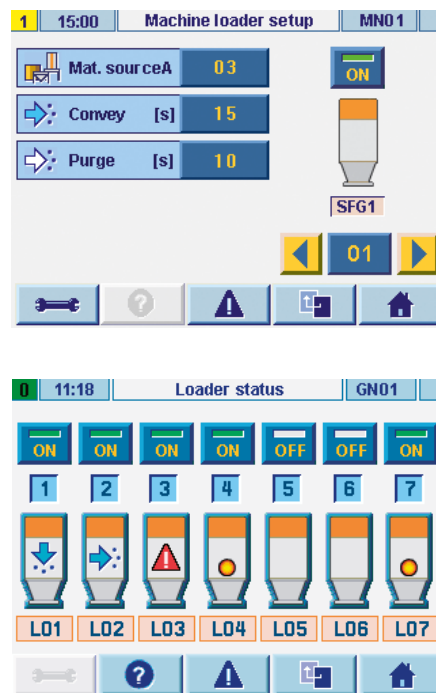 1 15:00 Machine loader setup MN01
Mat. sourceA 03 ON
Convey [s] 15
Purge [s] 10
SFG1
01
?
0 11:18 Loader status GN01
ON ON ON ON OFF OFF ON
1 2 3 4 5 6 7
L01 L02 L03 L04 L05 L06 L07
?